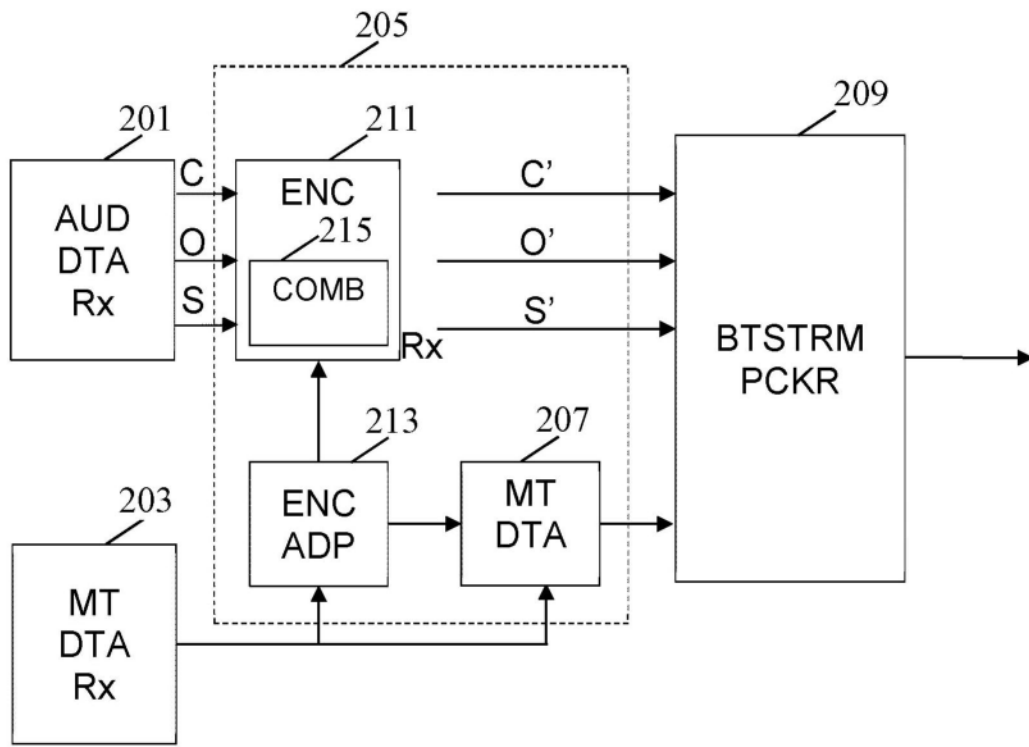 205
201
211
209
C
ENC
C’
AUD
DTA
Rx
215
O
COMB
O’
S
S’
Rx
BTSTRM
PCKR
213
207
203
ENC
ADP
MT
DTA
MT
DTA
Rx